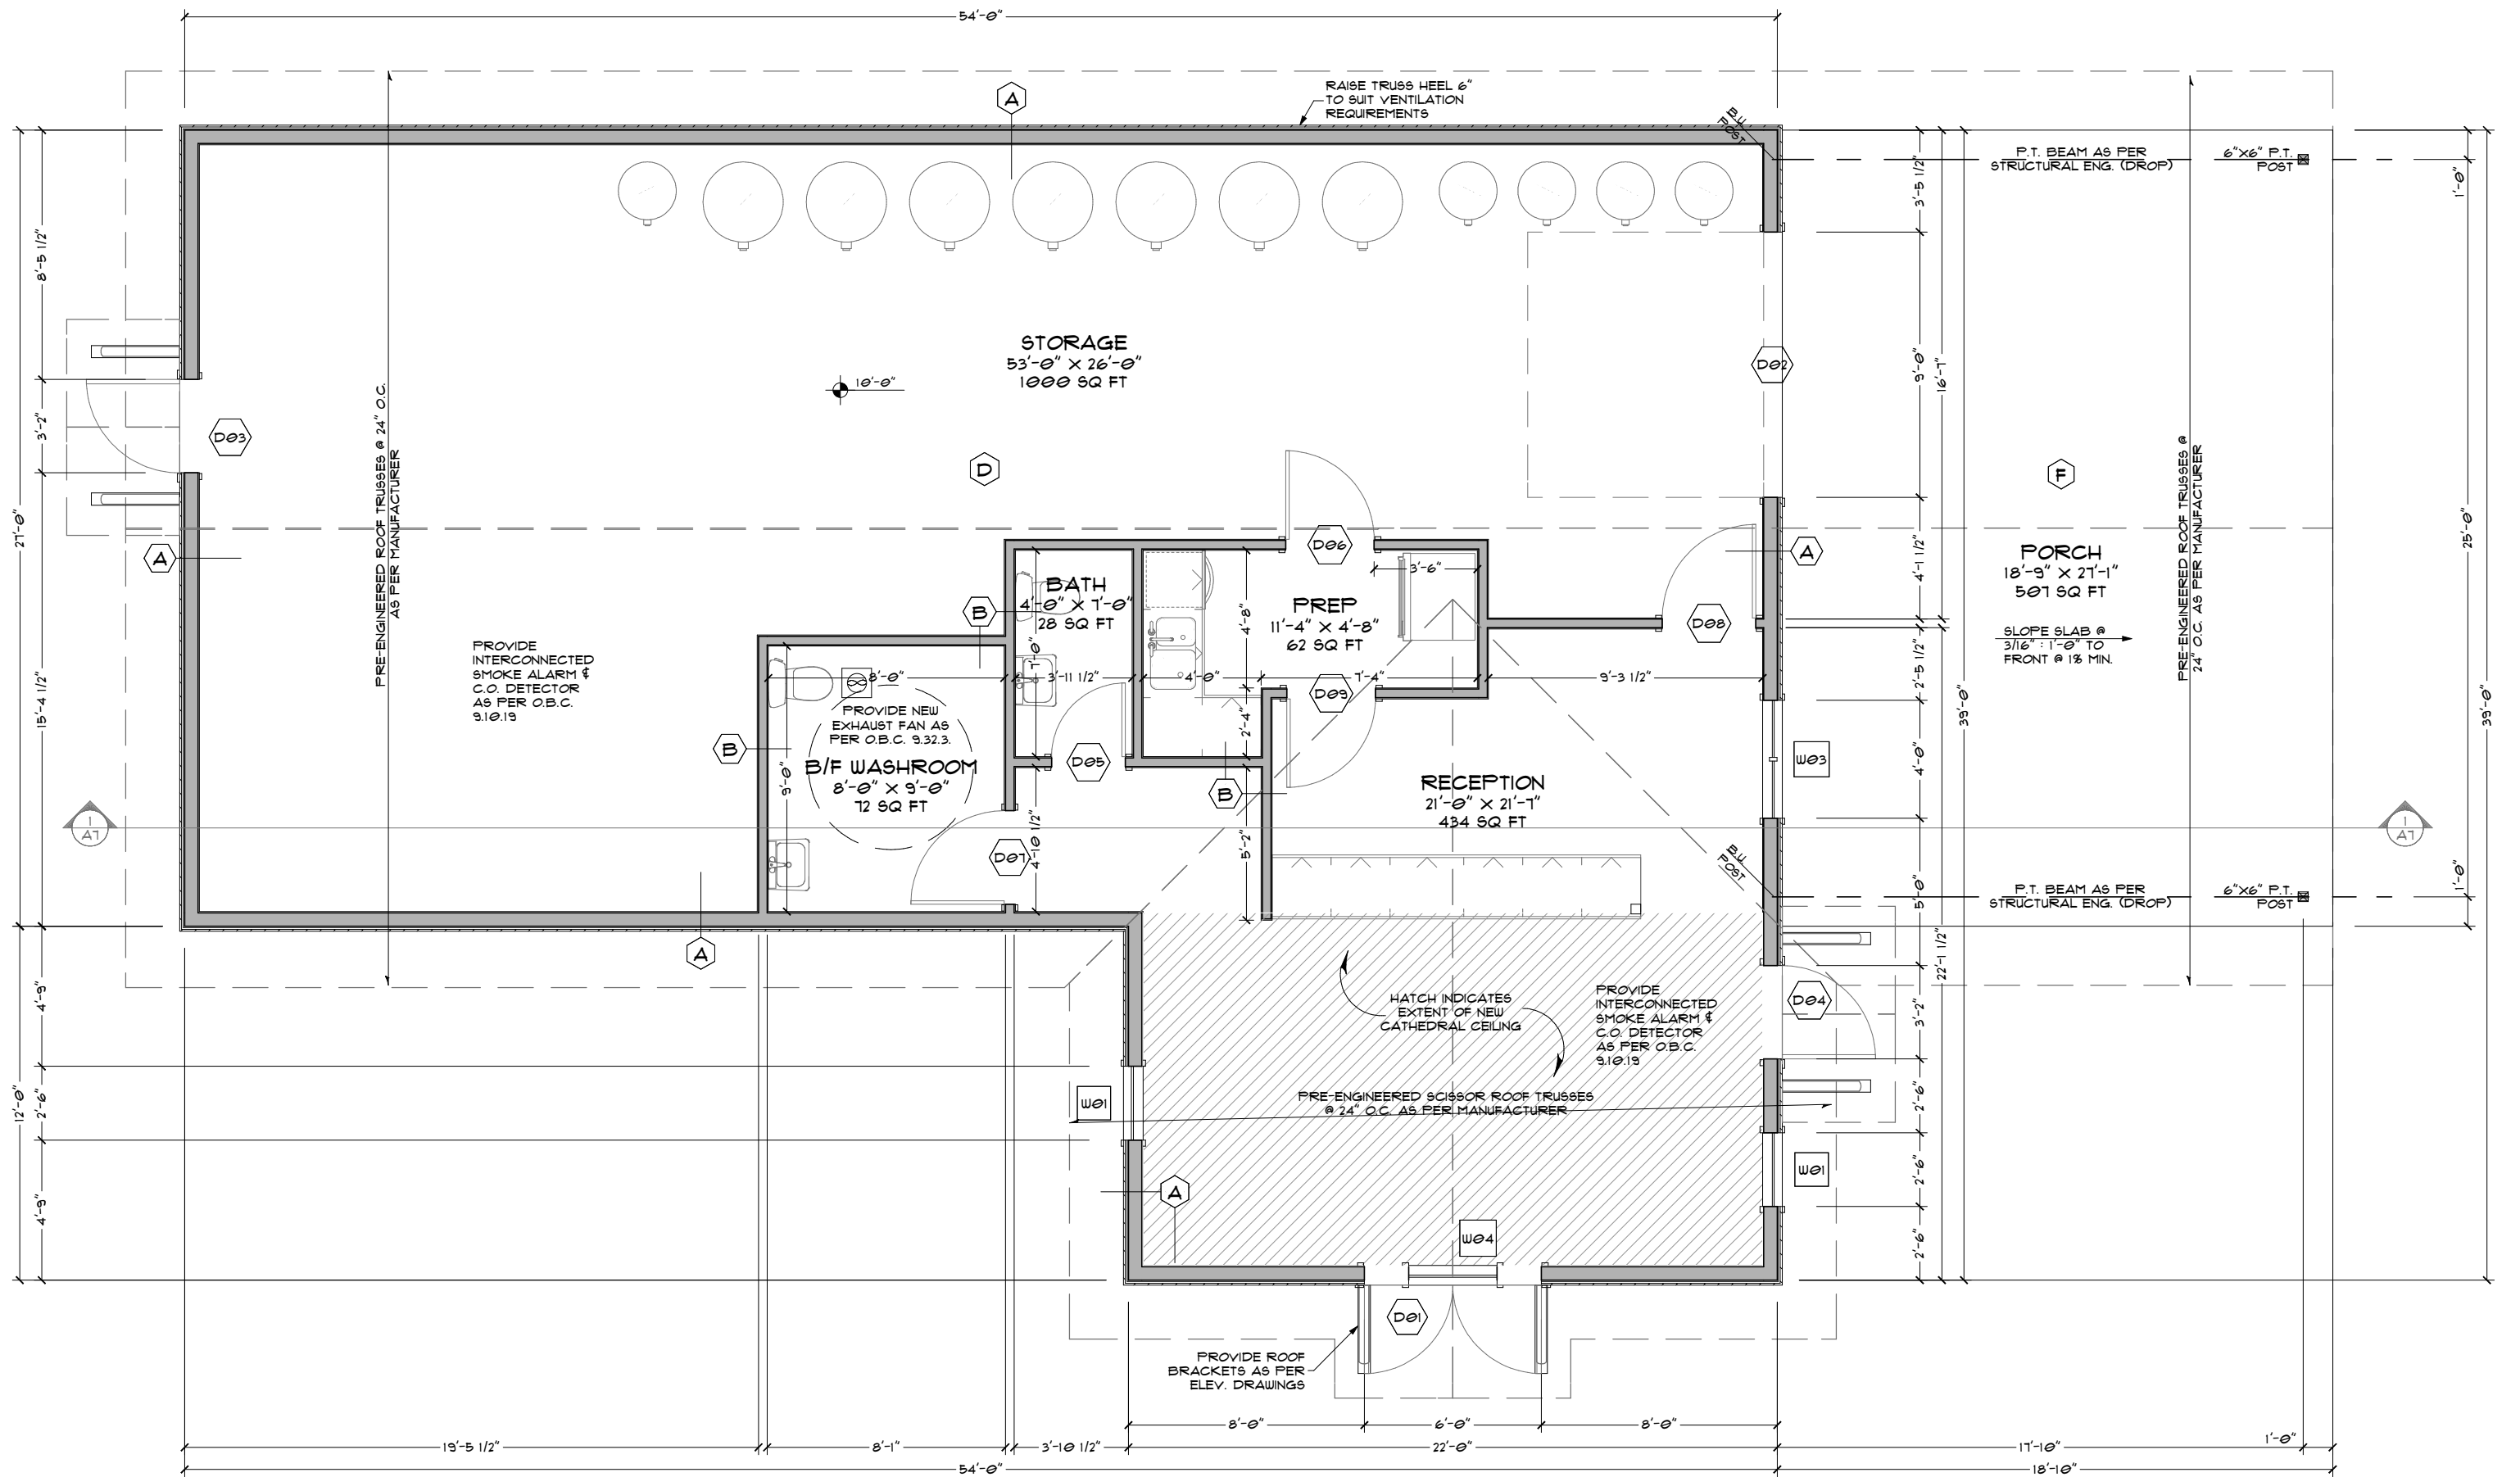 54'-0"
RAISE TRUSS HEEL 6"
TO SUIT VENTILATION
REQUIREMENTS
A
B.U.
POST
P.T. BEAM AS PER
STRUCTURAL ENG. (DROP)
6"X6" P.T.
POST
1'-0"
3'-5 1/2"
8'-5 1/2"
STORAGE
53'-0" X 26'-0"
1000 SQ FT
10'-0"
D02
9'-0"
16'-7"
D03
3'-2"
PRE-ENGINEERED ROOF TRUSSES @ 24" O.C.
AS PER MANUFACTURER
D
F
PRE-ENGINEERED ROOF TRUSSES @
24" O.C. AS PER MANUFACTURER
27'-0"
A
D06
A
4'-1 1/2"
PORCH
18'-9" X 27'-1"
507 SQ FT
25'-0"
3'-6"
BATH
4'-0" X 7'-0"
28 SQ FT
B
7'-0"
4'-8"
PREP
11'-4" X 4'-8"
62 SQ FT
D08
SLOPE SLAB @
3/16" : 1'-0" TO
FRONT @ 1% MIN.
PROVIDE
INTERCONNECTED
SMOKE ALARM &
C.O. DETECTOR
AS PER O.B.C.
9.10.19
15'-4 1/2"
8'-0"
3'-11 1/2"
4'-0"
7'-4"
9'-3 1/2"
D09
2'-5 1/2"
39'-0"
39'-0"
PROVIDE NEW
EXHAUST FAN AS
PER O.B.C. 9.32.3.
B
2'-4"
D05
B/F WASHROOM
8'-0" X 9'-0"
72 SQ FT
9'-0"
B
RECEPTION
21'-0" X 21'-7"
434 SQ FT
W03
4'-0"
1
A7
1
A7
D07
4'-10 1/2"
5'-2"
B.U.
POST
P.T. BEAM AS PER
STRUCTURAL ENG. (DROP)
6"X6" P.T.
POST
1'-0"
5'-0"
22'-1 1/2"
A
4'-9"
HATCH INDICATES
EXTENT OF NEW
CATHEDRAL CEILING
PROVIDE
INTERCONNECTED
SMOKE ALARM &
C.O. DETECTOR
AS PER O.B.C.
9.10.19
D04
3'-2"
12'-0"
2'-6"
W01
PRE-ENGINEERED SCISSOR ROOF TRUSSES
@ 24" O.C. AS PER MANUFACTURER
2'-6"
W01
2'-6"
A
4'-9"
W04
2'-6"
D01
PROVIDE ROOF
BRACKETS AS PER
ELEV. DRAWINGS
8'-0"
6'-0"
8'-0"
19'-5 1/2"
8'-1"
3'-10 1/2"
22'-0"
17'-10"
1'-0"
54'-0"
18'-10"